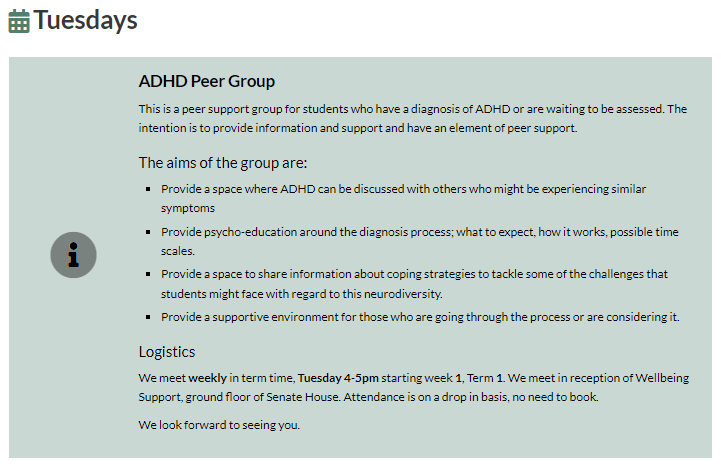 Tuesdays
ADHD Peer Group
This is a peer support group for students who have a diagnosis of ADHD or are waiting to be assessed. The
intention is to provide information and support and have an element of peer support.
The aims of the group are:
▪ Provide a space where ADHD can be discussed with others who might be experiencing similar
symptoms
▪ Provide psycho-education around the diagnosis process; what to expect, how it works, possible time
scales.
▪ Provide a space to share information about coping strategies to tackle some of the challenges that
students might face with regard to this neurodiversity.
▪ Provide a supportive environment for those who are going through the process or are considering it.
Logistics
We meet weekly in term time, Tuesday 4-5pm starting week 1, Term 1. We meet in reception of Wellbeing
Support, ground floor of Senate House. Attendance is on a drop in basis, no need to book.
We look forward to seeing you.